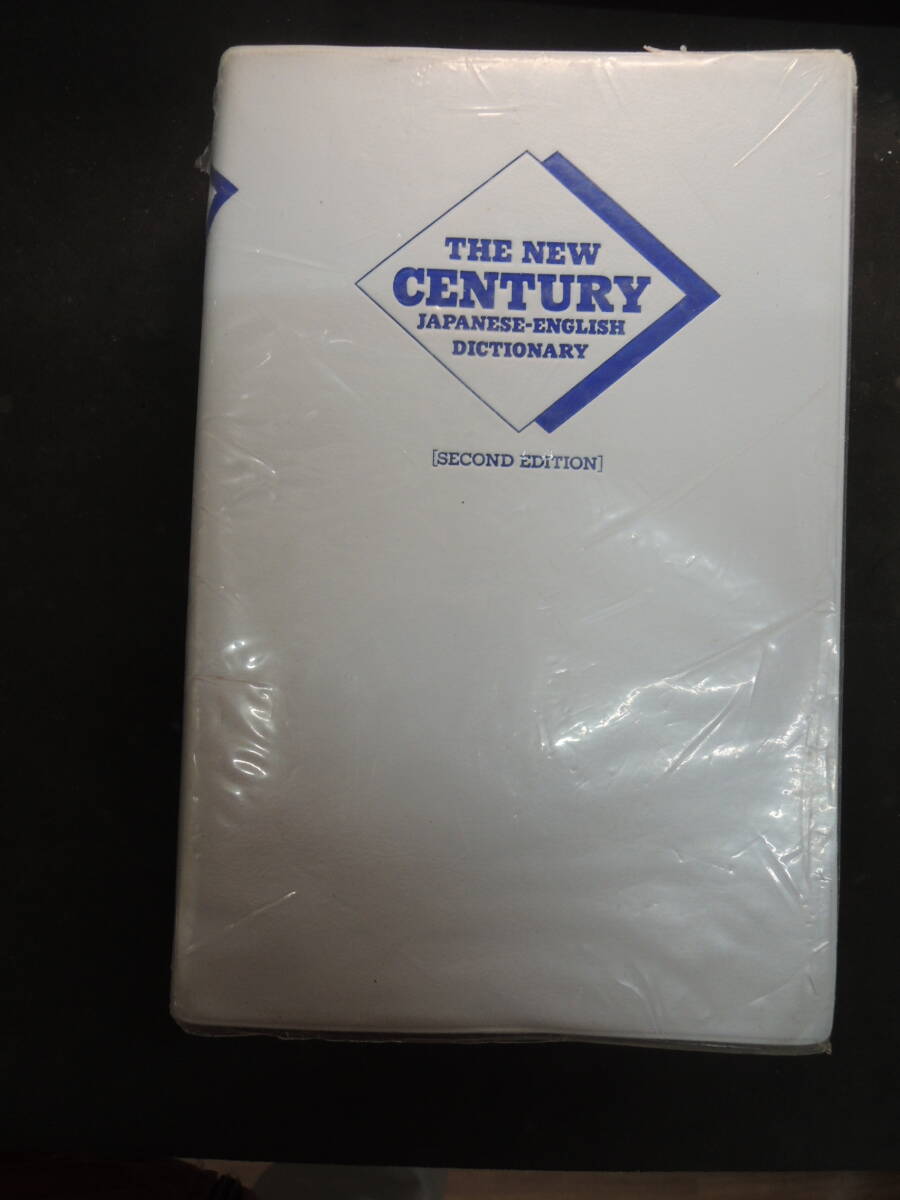 THE NEW
CENTURY
JAPANESE-ENGLISH
DICTIONARY
[SECOND EDITION]